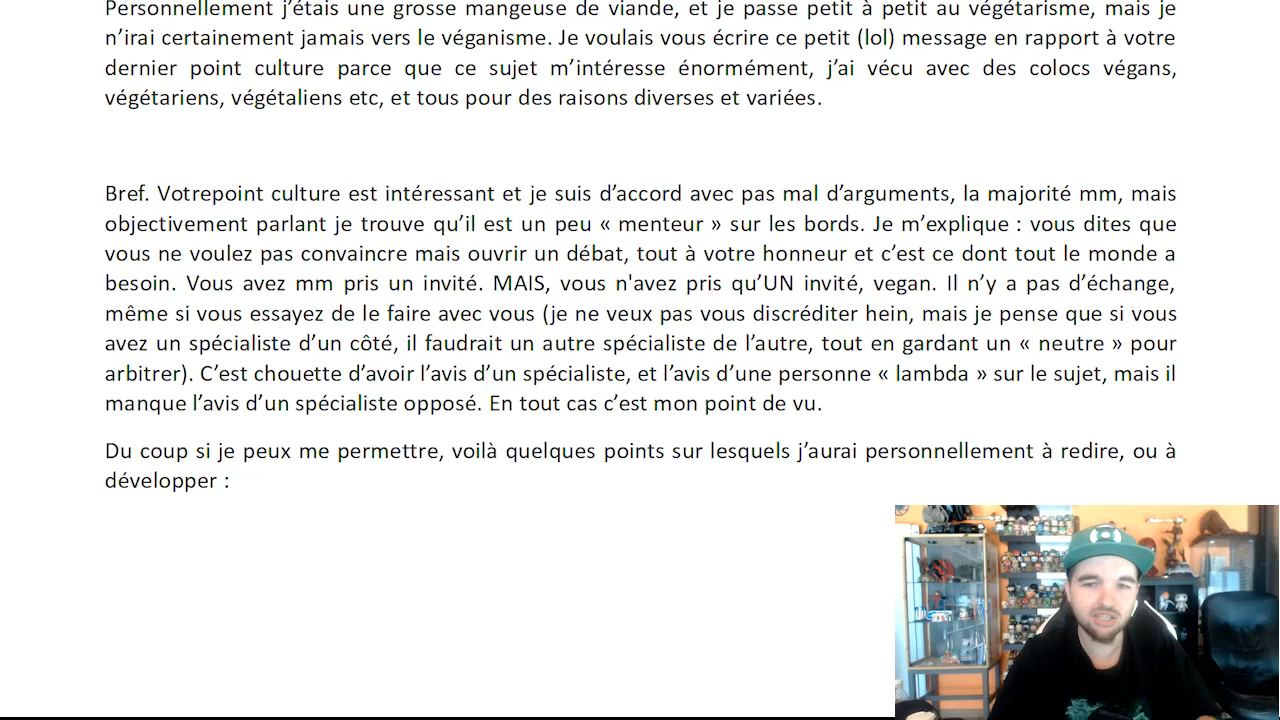 Personnellement j’étais une grosse mangeuse de viande, et je passe petit à petit au végétarisme, mais je
n’irai certainement jamais vers le véganisme. Je voulais vous écrire ce petit (lol) message en rapport à votre
dernier point culture parce que ce sujet m’intéresse énormément, j’ai vécu avec des colocs végans,
végétariens, végétaliens etc, et tous pour des raisons diverses et variées.
Bref. Votrepoint culture est intéressant et je suis d’accord avec pas mal d’arguments, la majorité mm, mais
objectivement parlant je trouve qu’il est un peu « menteur » sur les bords. Je m’explique : vous dites que
vous ne voulez pas convaincre mais ouvrir un débat, tout à votre honneur et c’est ce dont tout le monde a
besoin. Vous avez mm pris un invité. MAIS, vous n'avez pris qu’UN invité, vegan. Il n’y a pas d’échange,
même si vous essayez de le faire avec vous (je ne veux pas vous discréditer hein, mais je pense que si vous
avez un spécialiste d’un côté, il faudrait un autre spécialiste de l’autre, tout en gardant un « neutre » pour
arbitrer). C’est chouette d’avoir l’avis d’un spécialiste, et l’avis d’une personne « lambda » sur le sujet, mais il
manque l’avis d’un spécialiste opposé. En tout cas c’est mon point de vu.
Du coup si je peux me permettre, voilà quelques points sur lesquels j’aurai personnellement à redire, ou à
développer :